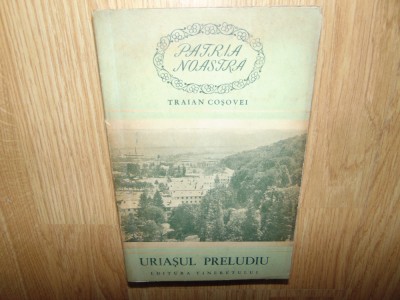 PATRIA
NOASTRĂ
TRAIAN COȘOVEI
URIAȘUL PRELUDIU
EDITURA TINERETULUI